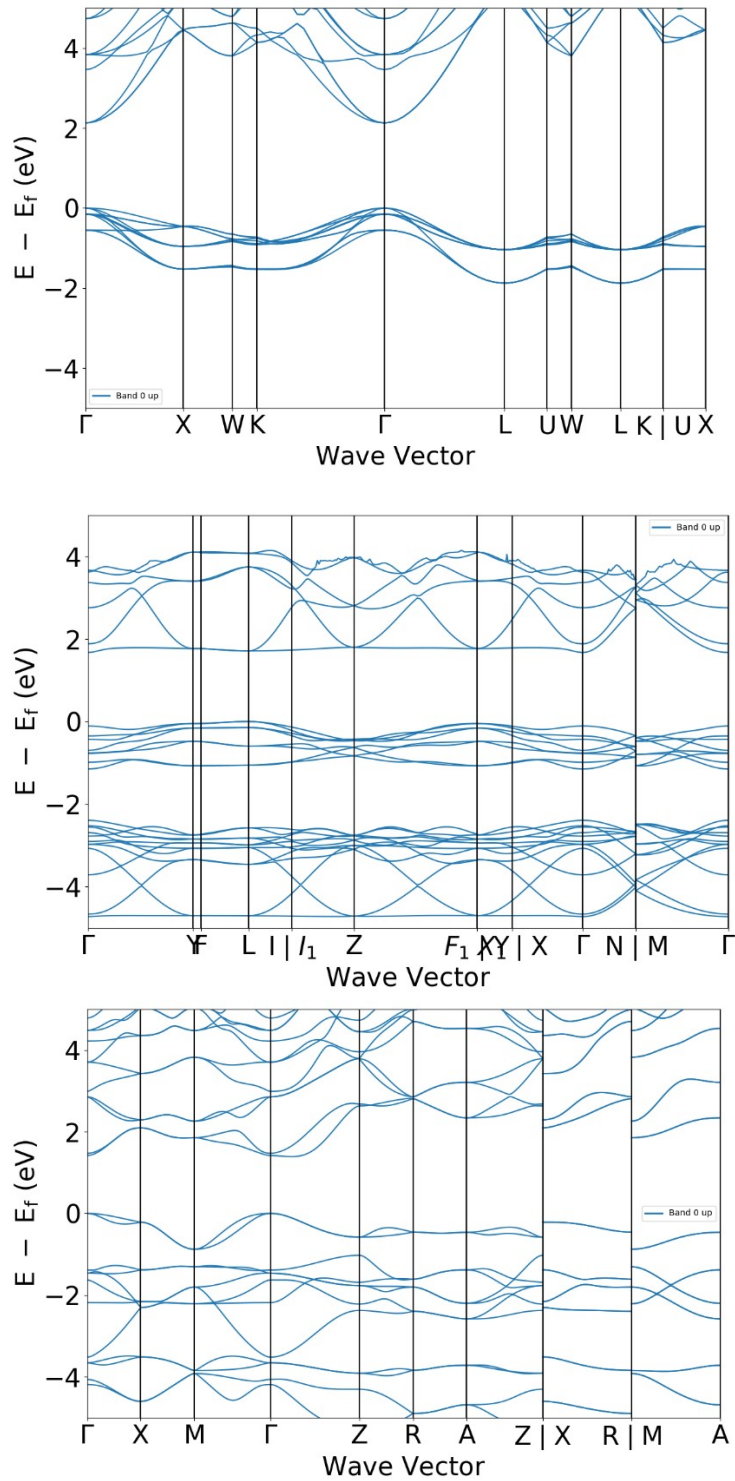 4
2
0
−2
−4
E − E_f (eV)
Band 0 up
Γ X W K Γ L U W L K | U X
Wave Vector
4
2
0
−2
−4
E − E_f (eV)
Band 0 up
Γ Y F L I | I_1 Z F_1 | X_1 Y | X Γ N | M Γ
Wave Vector
4
2
0
−2
−4
E − E_f (eV)
Band 0 up
Γ X M Γ Z R A Z | X R | M A
Wave Vector